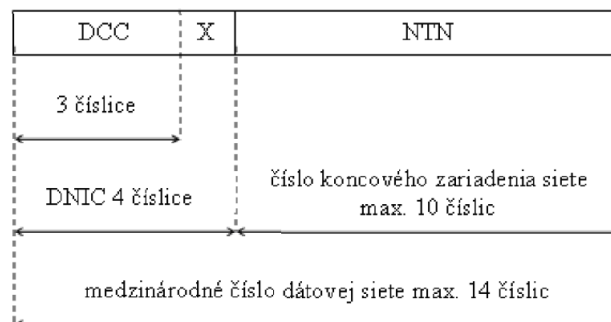 DCC X NTN
3 číslice
DNIC 4 číslice
číslo koncového zariadenia siete
max. 10 číslic
medzinárodné číslo dátovej siete max. 14 číslic